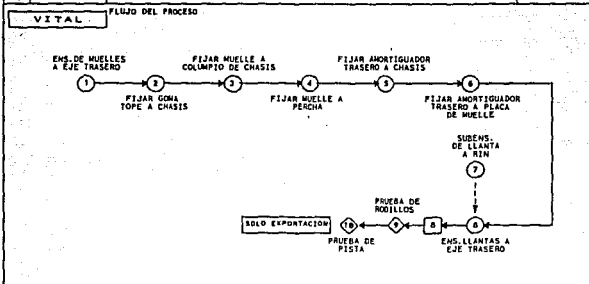 VITAL
FLUJO DEL PROCESO
ENS. DE MUELLES
A EJE TRASERO
1
FIJAR GOMA
TOPE A CHASIS
2
FIJAR MUELLE A
COLUMPIO DE CHASIS
3
FIJAR MUELLE A
PERCHA
4
FIJAR AMORTIGUADOR
TRASERO A CHASIS
5
6
FIJAR AMORTIGUADOR
TRASERO A PLACA
DE MUELLE
SUBENS.
DE LLANTA
A RIN
7
8
ENS.LLANTAS A
EJE TRASERO
8
PRUEBA DE
RODILLOS
9
10
PRUEBA DE
PISTA
SOLO EXPORTACION